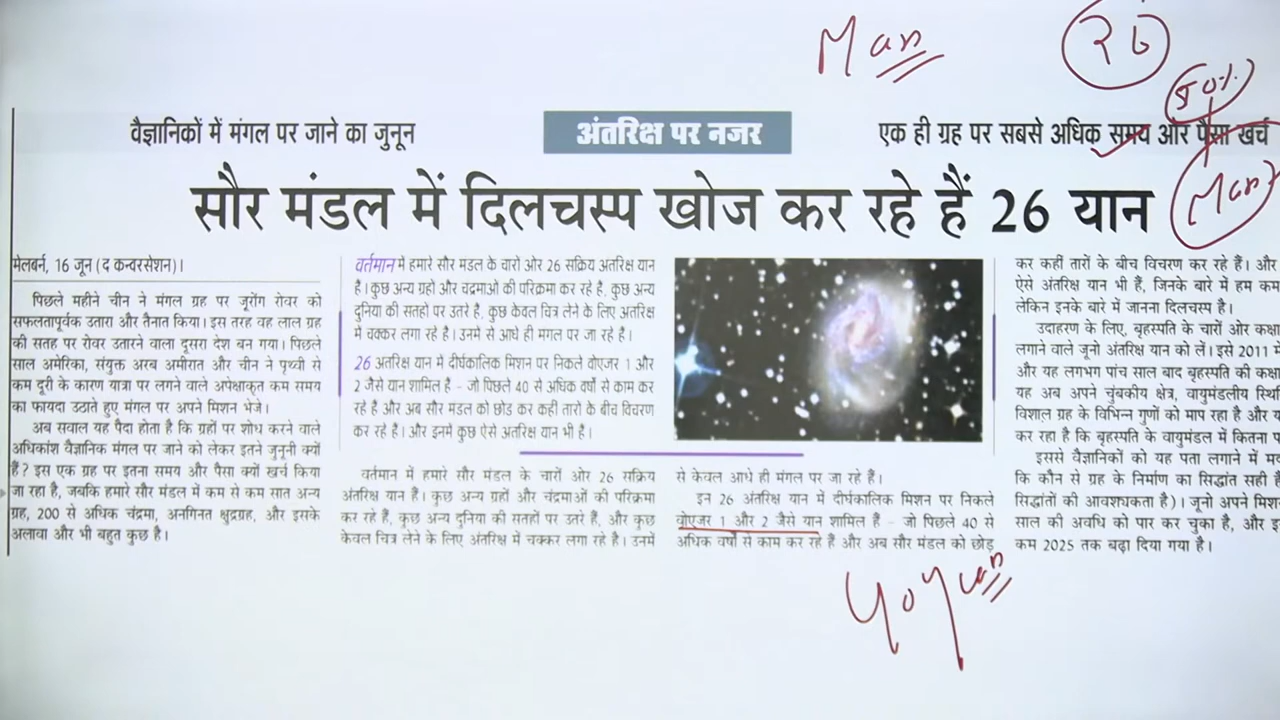 Man
26
50%
वैज्ञानिकों में मंगल पर जाने का जुनून
अंतरिक्ष पर नजर
एक ही ग्रह पर सबसे अधिक समय और पैसा खर्च
सौर मंडल में दिलचस्प खोज कर रहे हैं 26 यान
मेलबर्न, 16 जून (द कन्वरसेशन)।
पिछले महीने चीन ने मंगल ग्रह पर जूरोंग रोवर को
सफलतापूर्वक उतारा और तैनात किया। इस तरह वह लाल ग्रह
की सतह पर रोवर उतारने वाला दूसरा देश बन गया। पिछले
साल अमेरिका, संयुक्त अरब अमीरात और चीन ने पृथ्वी से
कम दूरी के कारण यात्रा पर लगने वाले अपेक्षाकृत कम समय
का फायदा उठाते हुए मंगल पर अपने मिशन भेजे।
अब सवाल यह पैदा होता है कि ग्रहों पर शोध करने वाले
अधिकांश वैज्ञानिक मंगल पर जाने को लेकर इतने जुनूनी क्यों
हैं? इस एक ग्रह पर इतना समय और पैसा क्यों खर्च किया
जा रहा है, जबकि हमारे सौर मंडल में कम से कम सात अन्य
ग्रह, 200 से अधिक चंद्रमा, अनगिनत क्षुद्रग्रह, और इसके
अलावा और भी बहुत कुछ है।
वर्तमान में हमारे सौर मंडल के चारों ओर 26 सक्रिय अंतरिक्ष यान
है। कुछ अन्य ग्रहों और चंद्रमाओं की परिक्रमा कर रहे है, कुछ अन्य
दुनिया की सतहों पर उतरे है, कुछ केवल चित्र लेने के लिए अंतरिक्ष
में चक्कर लगा रहे है। उनमें से आधे ही मंगल पर जा रहे है।
26 अंतरिक्ष यान में दीर्घकालिक मिशन पर निकले वोएजर 1 और
2 जैसे यान शामिल है - जो पिछले 40 से अधिक वर्षों से काम कर
रहे है और अब सौर मंडल को छोड कर कहीं तारों के बीच विचरण
कर रहे है। और इनमें कुछ ऐसे अंतरिक्ष यान भी है।
वर्तमान में हमारे सौर मंडल के चारों ओर 26 सक्रिय
अंतरिक्ष यान हैं। कुछ अन्य ग्रहों और चंद्रमाओं की परिक्रमा
कर रहे हैं, कुछ अन्य दुनिया की सतहों पर उतरे हैं, और कुछ
केवल चित्र लेने के लिए अंतरिक्ष में चक्कर लगा रहे है। उनमें
से केवल आधे ही मंगल पर जा रहे हैं।
इन 26 अंतरिक्ष यान में दीर्घकालिक मिशन पर निकले
वोएजर 1 और 2 जैसे यान शामिल हैं - जो पिछले 40 से
अधिक वर्षों से काम कर रहे हैं और अब सौर मंडल को छोड़
कर कहीं तारों के बीच विचरण कर रहे हैं। और
ऐसे अंतरिक्ष यान भी हैं, जिनके बारे में हम कम
लेकिन इनके बारे में जानना दिलचस्प है।
उदाहरण के लिए, बृहस्पति के चारों ओर कक्षा
लगाने वाले जूनो अंतरिक्ष यान को लें। इसे 2011 में
और यह लगभग पांच साल बाद बृहस्पति की कक्षा
यह अब अपने चुंबकीय क्षेत्र, वायुमंडलीय स्थि
विशाल ग्रह के विभिन्न गुणों को माप रहा है और य
कर रहा है कि बृहस्पति के वायुमंडल में कितना प
इससे वैज्ञानिकों को यह पता लगाने में मद
कि कौन से ग्रह के निर्माण का सिद्धांत सही है
सिद्धांतों की आवश्यकता है)। जूनो अपने मिश
साल की अवधि को पार कर चुका है, और इ
कम 2025 तक बढ़ा दिया गया है।